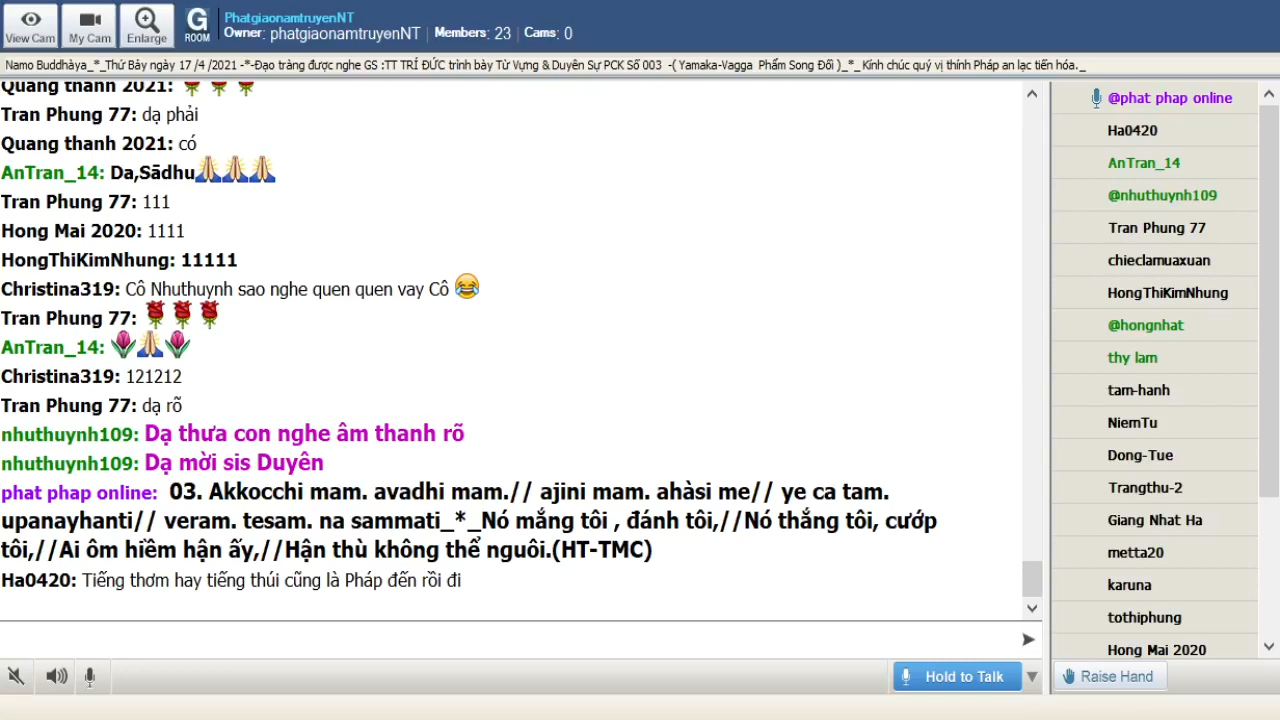 View Cam
My Cam
Enlarge
G
ROOM
PhatgiaonamtruyenNT
Owner: phatgiaonamtruyenNT | Members: 23 | Cams: 0
Namo Buddhàya_*_Thứ Bảy ngày 17 /4 /2021 -*-Đạo tràng được nghe GS :TT TRÍ ĐỨC trình bày Từ Vựng & Duyên Sự PCK Số 003 -( Yamaka-Vagga Phẩm Song Đối )_*_ Kính chúc quý vị thính Pháp an lạc tiến hóa._
Quang thanh 2021:
Tran Phung 77: dạ phải
Quang thanh 2021: có
AnTran_14: Da,Sādhu
Tran Phung 77: 111
Hong Mai 2020: 1111
HongThiKimNhung: 11111
Christina319: Cô Nhuthuynh sao nghe quen quen vay Cô
Tran Phung 77:
AnTran_14:
Christina319: 121212
Tran Phung 77: dạ rõ
nhuthuynh109: Dạ thưa con nghe âm thanh rõ
nhuthuynh109: Dạ mời sis Duyên
phat phap online: 03. Akkocchi mam. avadhi mam.// ajini mam. ahàsi me// ye ca tam.
upanayhanti// veram. tesam. na sammati_*_Nó mắng tôi , đánh tôi,//Nó thắng tôi, cướp
tôi,//Ai ôm hiềm hận ấy,//Hận thù không thể nguôi.(HT-TMC)
Ha0420: Tiếng thơm hay tiếng thúi cũng là Pháp đến rồi đi
Hold to Talk
@phat phap online
Ha0420
AnTran_14
@nhuthuynh109
Tran Phung 77
chieclamuaxuan
HongThiKimNhung
@hongnhat
thy lam
tam-hanh
NiemTu
Dong-Tue
Trangthu-2
Giang Nhat Ha
metta20
karuna
tothiphung
Hong Mai 2020
Raise Hand